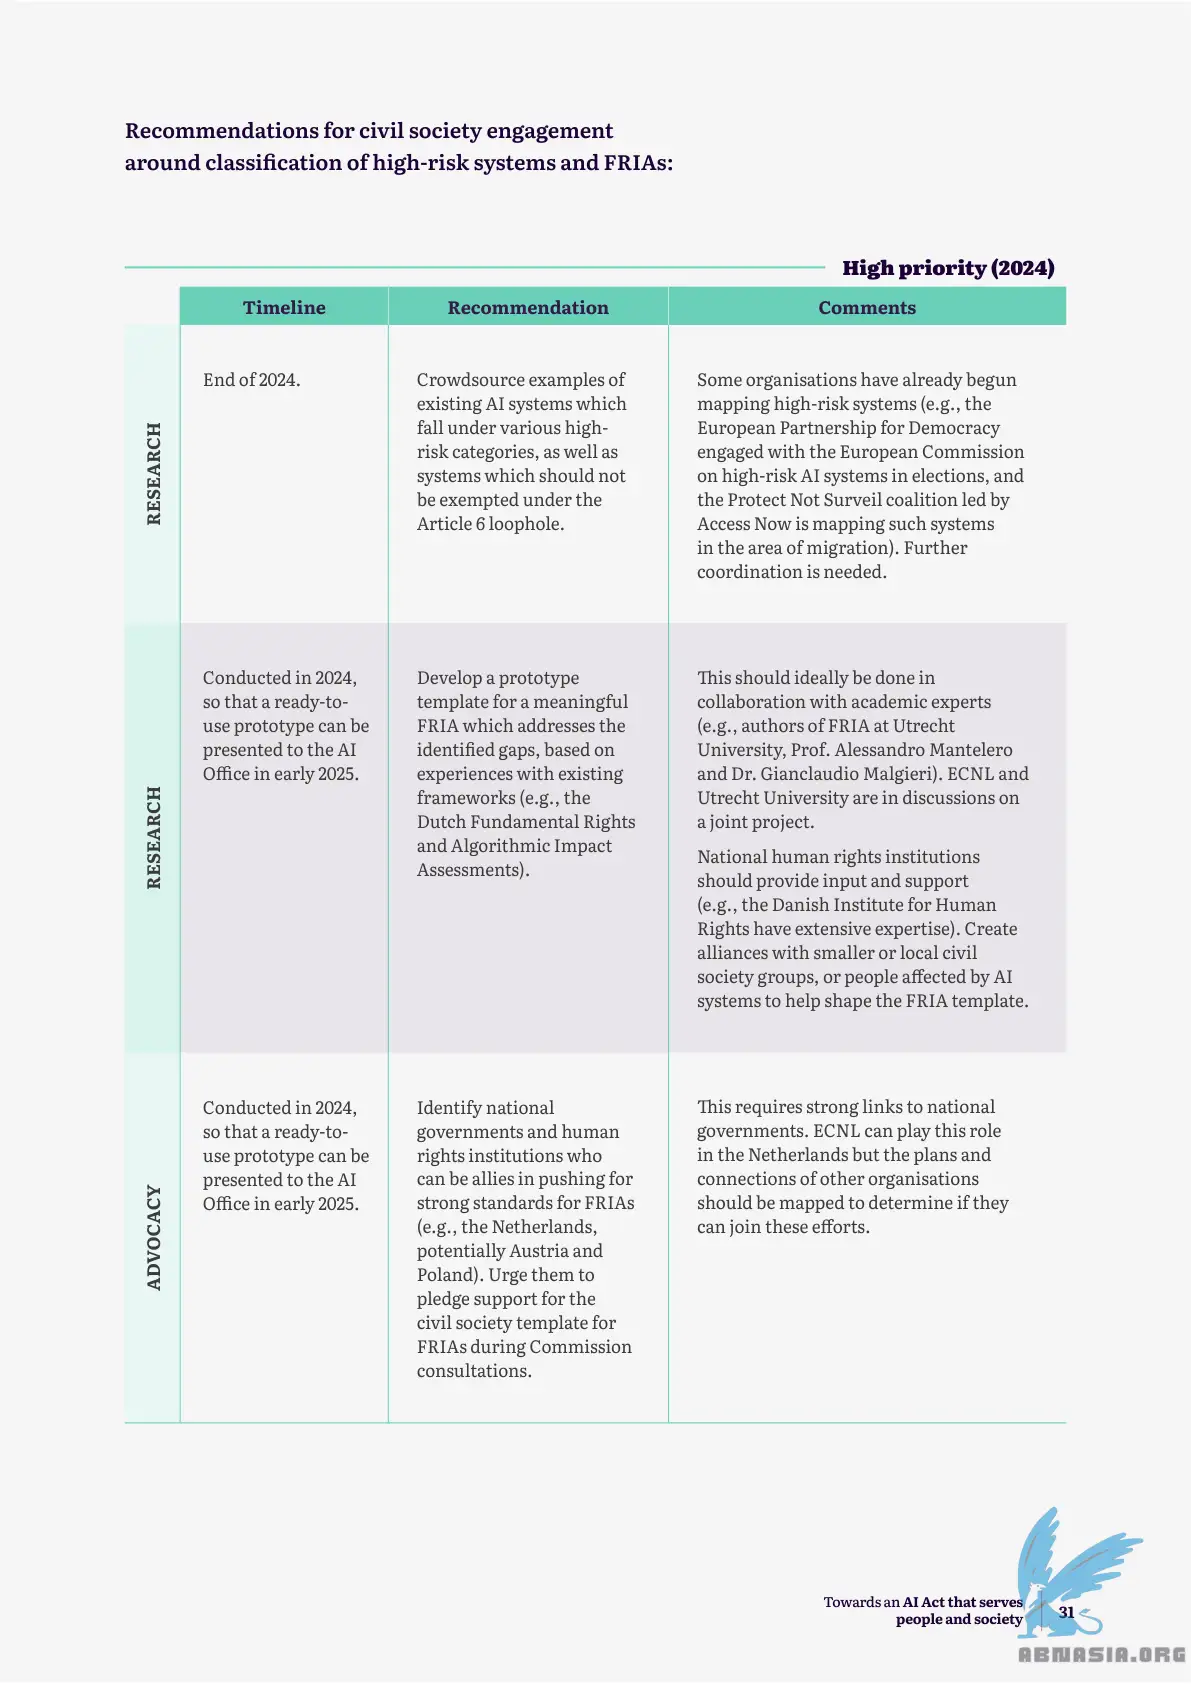 Recommendations for civil society engagement
around classification of high-risk systems and FRIAs:
High priority (2024)
Timeline
Recommendation
Comments
RESEARCH
End of 2024.
Crowdsource examples of
existing AI systems which
fall under various high-
risk categories, as well as
systems which should not
be exempted under the
Article 6 loophole.
Some organisations have already begun
mapping high-risk systems (e.g., the
European Partnership for Democracy
engaged with the European Commission
on high-risk AI systems in elections, and
the Protect Not Surveil coalition led by
Access Now is mapping such systems
in the area of migration). Further
coordination is needed.
RESEARCH
Conducted in 2024,
so that a ready-to-
use prototype can be
presented to the AI
Office in early 2025.
Develop a prototype
template for a meaningful
FRIA which addresses the
identified gaps, based on
experiences with existing
frameworks (e.g., the
Dutch Fundamental Rights
and Algorithmic Impact
Assessments).
This should ideally be done in
collaboration with academic experts
(e.g., authors of FRIA at Utrecht
University, Prof. Alessandro Mantelero
and Dr. Gianclaudio Malgieri). ECNL and
Utrecht University are in discussions on
a joint project.
National human rights institutions
should provide input and support
(e.g., the Danish Institute for Human
Rights have extensive expertise). Create
alliances with smaller or local civil
society groups, or people affected by AI
systems to help shape the FRIA template.
ADVOCACY
Conducted in 2024,
so that a ready-to-
use prototype can be
presented to the AI
Office in early 2025.
Identify national
governments and human
rights institutions who
can be allies in pushing for
strong standards for FRIAs
(e.g., the Netherlands,
potentially Austria and
Poland). Urge them to
pledge support for the
civil society template for
FRIAs during Commission
consultations.
This requires strong links to national
governments. ECNL can play this role
in the Netherlands but the plans and
connections of other organisations
should be mapped to determine if they
can join these efforts.
Towards an AI Act that serves
people and society
31
ABNASIA.ORG